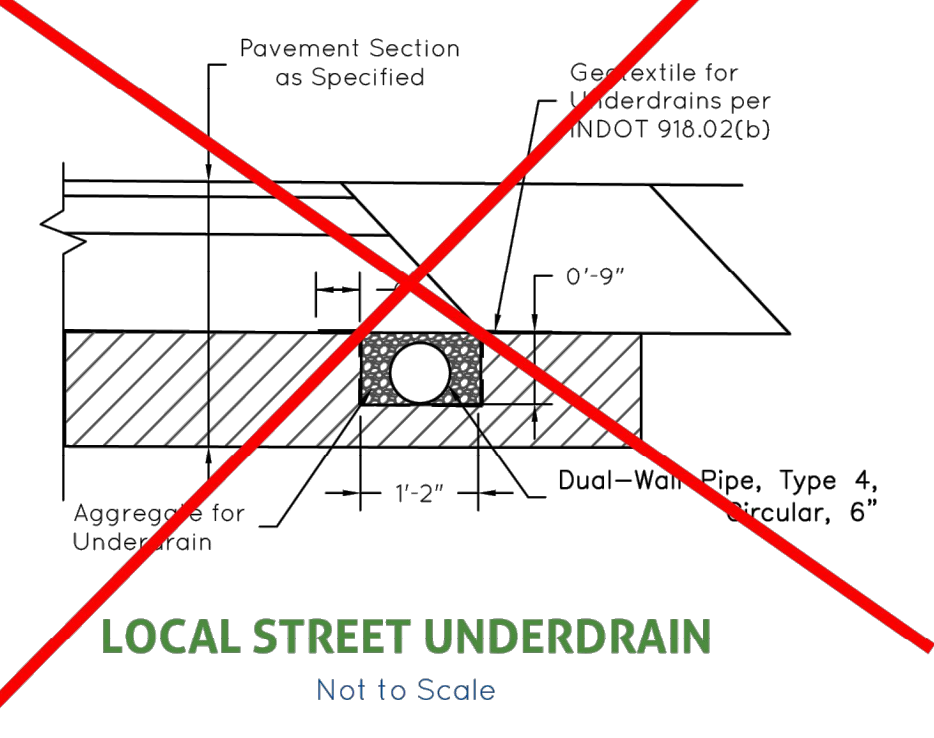 Pavement Section
as Specified
Geotextile for
Underdrains per
INDOT 918.02(b)
0'-9"
1'-2"
Dual-Wall Pipe, Type 4,
Circular, 6"
Aggregate for
Underdrain
LOCAL STREET UNDERDRAIN
Not to Scale